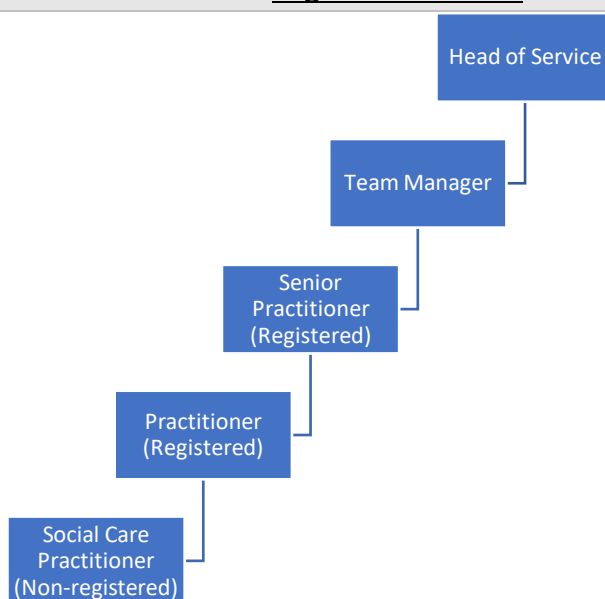 Head of Service
Team Manager
Senior
Practitioner
(Registered)
Practitioner
(Registered)
Social Care
Practitioner
(Non-registered)